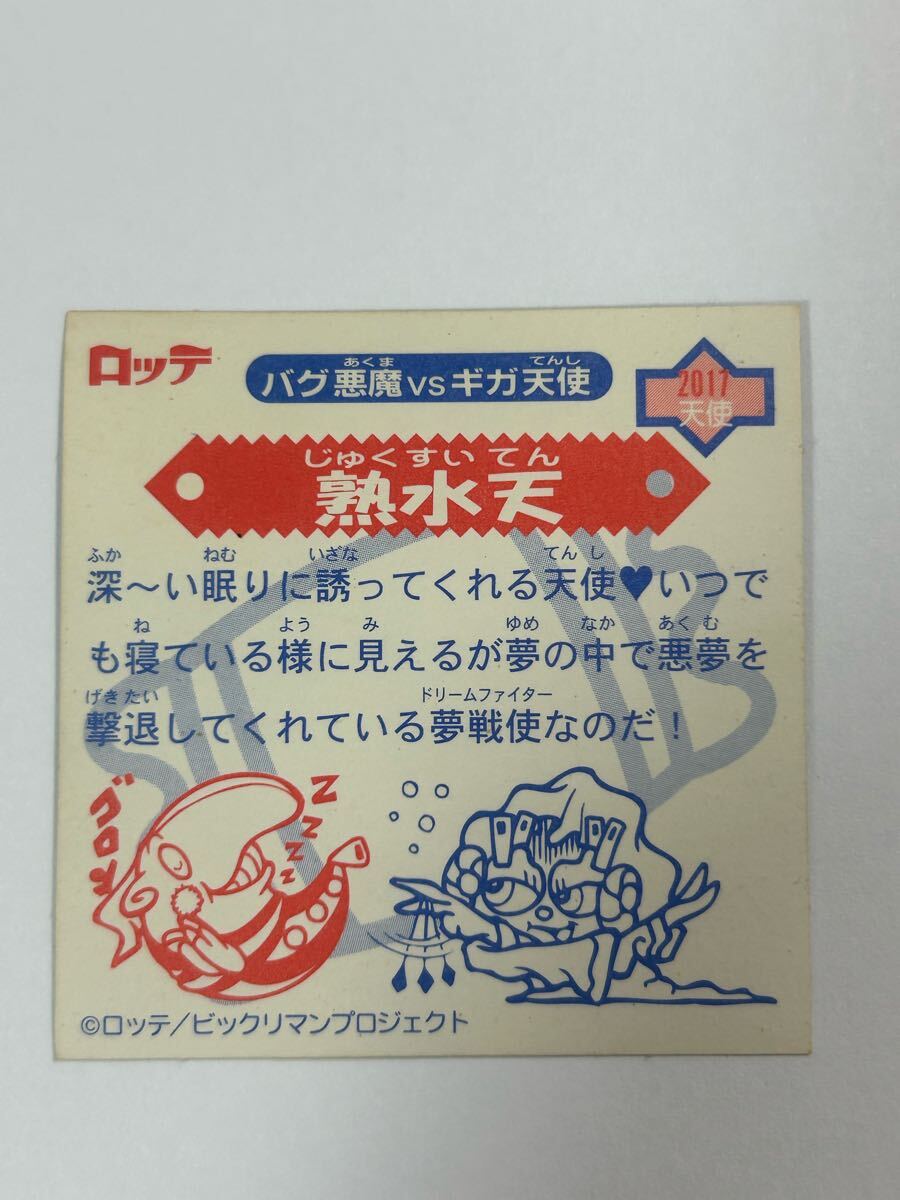 ロッテ
あくま てんし
バグ悪魔vsギガ天使
2017
天使
じゅくすい てん
熟水天
ふか ねむ いざな てんし
深〜い眠りに誘ってくれる天使♥いつで
ね よう み ゆめ なか あくむ
も寝ている様に見えるが夢の中で悪夢を
げきたい ドリームファイター
撃退してくれている夢戦使なのだ！
zzzzz
©ロッテ／ビックリマンプロジェクト